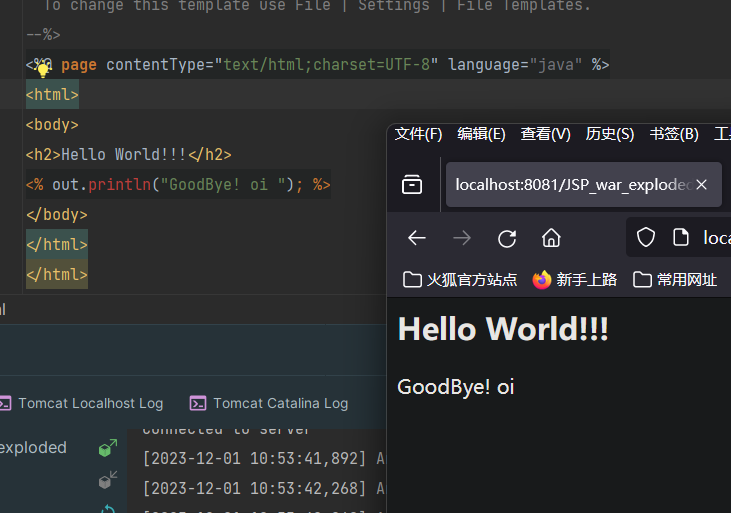 To change this template use File | Settings | File Templates.
--%>
<%@ page contentType="text/html;charset=UTF-8" language="java" %>
<html>
<body>
<h2>Hello World!!!</h2>
<% out.println("GoodBye! oi "); %>
</body>
</html>
</html>
Tomcat Localhost Log
Tomcat Catalina Log
exploded
connected to server
[2023-12-01 10:53:41,892] A
[2023-12-01 10:53:42,268] A
文件(F) 编辑(E) 查看(V) 历史(S) 书签(B) 工
localhost:8081/JSP_war_exploded
loca
火狐官方站点 新手上路 常用网址
Hello World!!!
GoodBye! oi